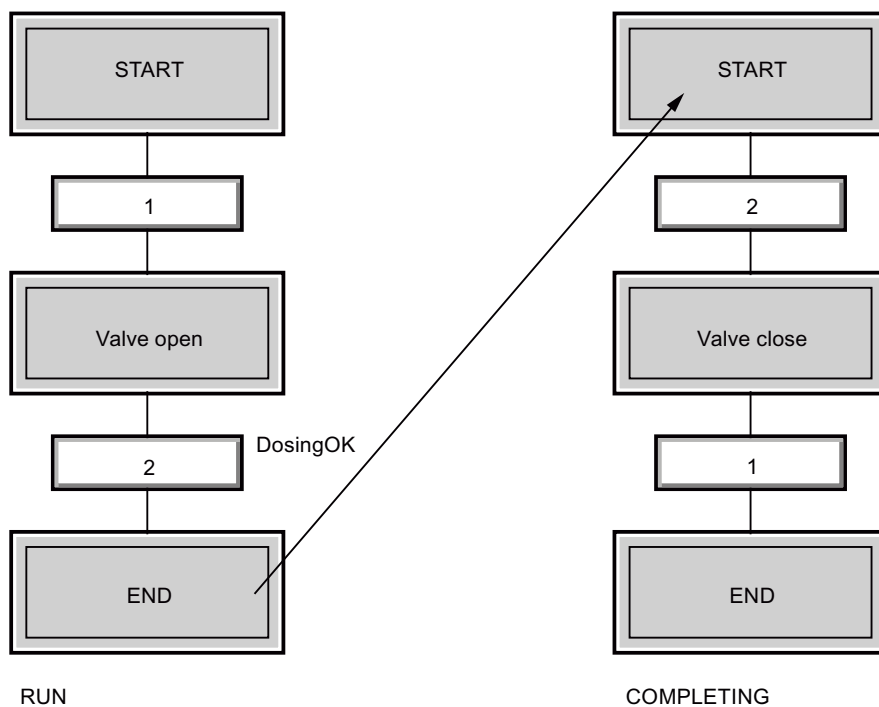 START
1
Valve open
2
DosingOK
END
RUN
START
2
Valve close
1
END
COMPLETING